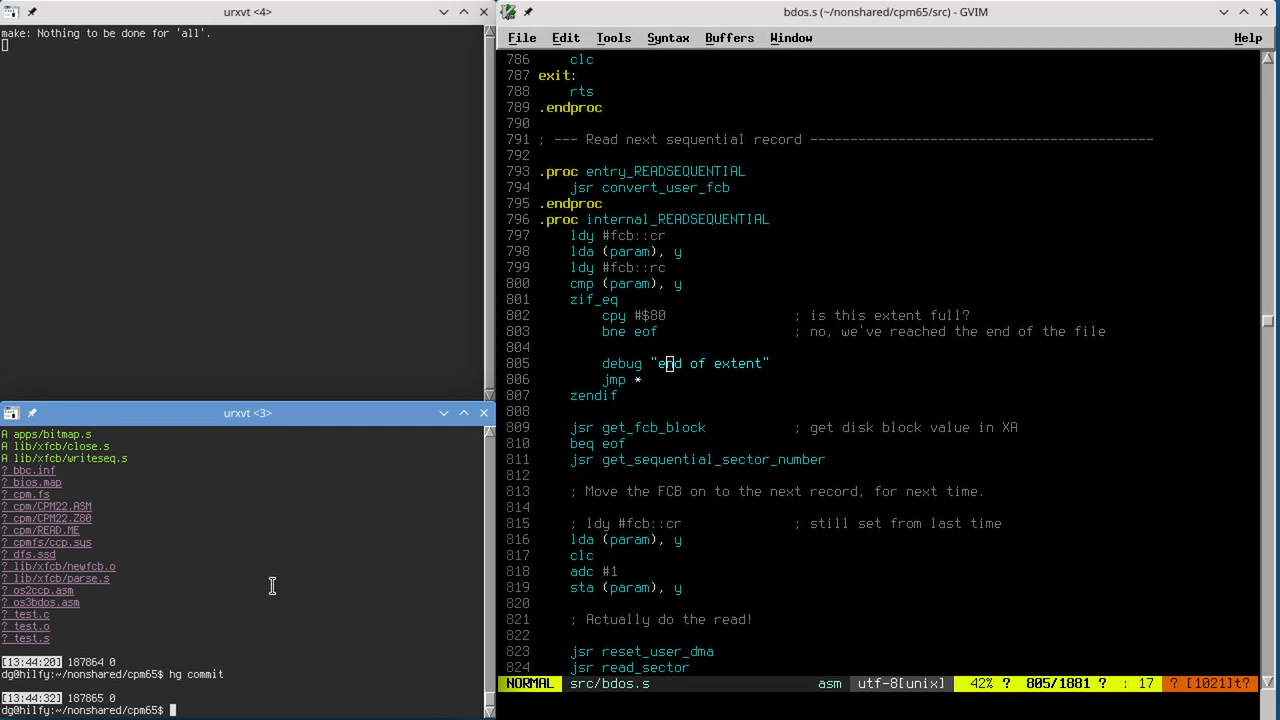 urxvt <4>
make: Nothing to be done for 'all'.
urxvt <3>
A apps/bitmap.s
A lib/xfcb/close.s
A lib/xfcb/writeseq.s
? bbc.inf
? bios.map
? cpm.fs
? cpm/CPM22.ASM
? cpm/CPM22.Z80
? cpm/READ.ME
? cpmfs/ccp.sys
? dfs.ssd
? lib/xfcb/newfcb.o
? lib/xfcb/parse.s
? os2ccp.asm
? os3bdos.asm
? test.c
? test.o
? test.s
[13:44:20] 187864 0
dg@hilfy:~/nonshared/cpm65$ hg commit
[13:44:32] 187865 0
dg@hilfy:~/nonshared/cpm65$
bdos.s (~/nonshared/cpm65/src) - GVIM
File Edit Tools Syntax Buffers Window Help
786 clc
787 exit:
788 rts
789 .endproc
790
791 ; --- Read next sequential record -------------------------------------------
792
793 .proc entry_READSEQUENTIAL
794 jsr convert_user_fcb
795 .endproc
796 .proc internal_READSEQUENTIAL
797 ldy #fcb::cr
798 lda (param), y
799 ldy #fcb::rc
800 cmp (param), y
801 zif_eq
802 cpy #$80 ; is this extent full?
803 bne eof ; no, we've reached the end of the file
804
805 debug "end of extent"
806 jmp *
807 zendif
808
809 jsr get_fcb_block ; get disk block value in XA
810 beq eof
811 jsr get_sequential_sector_number
812
813 ; Move the FCB on to the next record, for next time.
814
815 ; ldy #fcb::cr ; still set from last time
816 lda (param), y
817 clc
818 adc #1
819 sta (param), y
820
821 ; Actually do the read!
822
823 jsr reset_user_dma
824 jsr read_sector
NORMAL src/bdos.s asm utf-8[unix] 42% ? 805/1881 ? : 17 ? [1021]t?